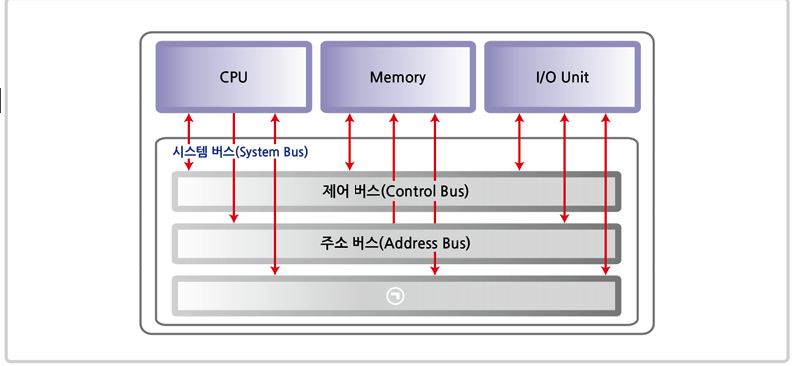 CPU
Memory
I/O Unit
시스템 버스(System Bus)
제어 버스(Control Bus)
주소 버스(Address Bus)
㉠